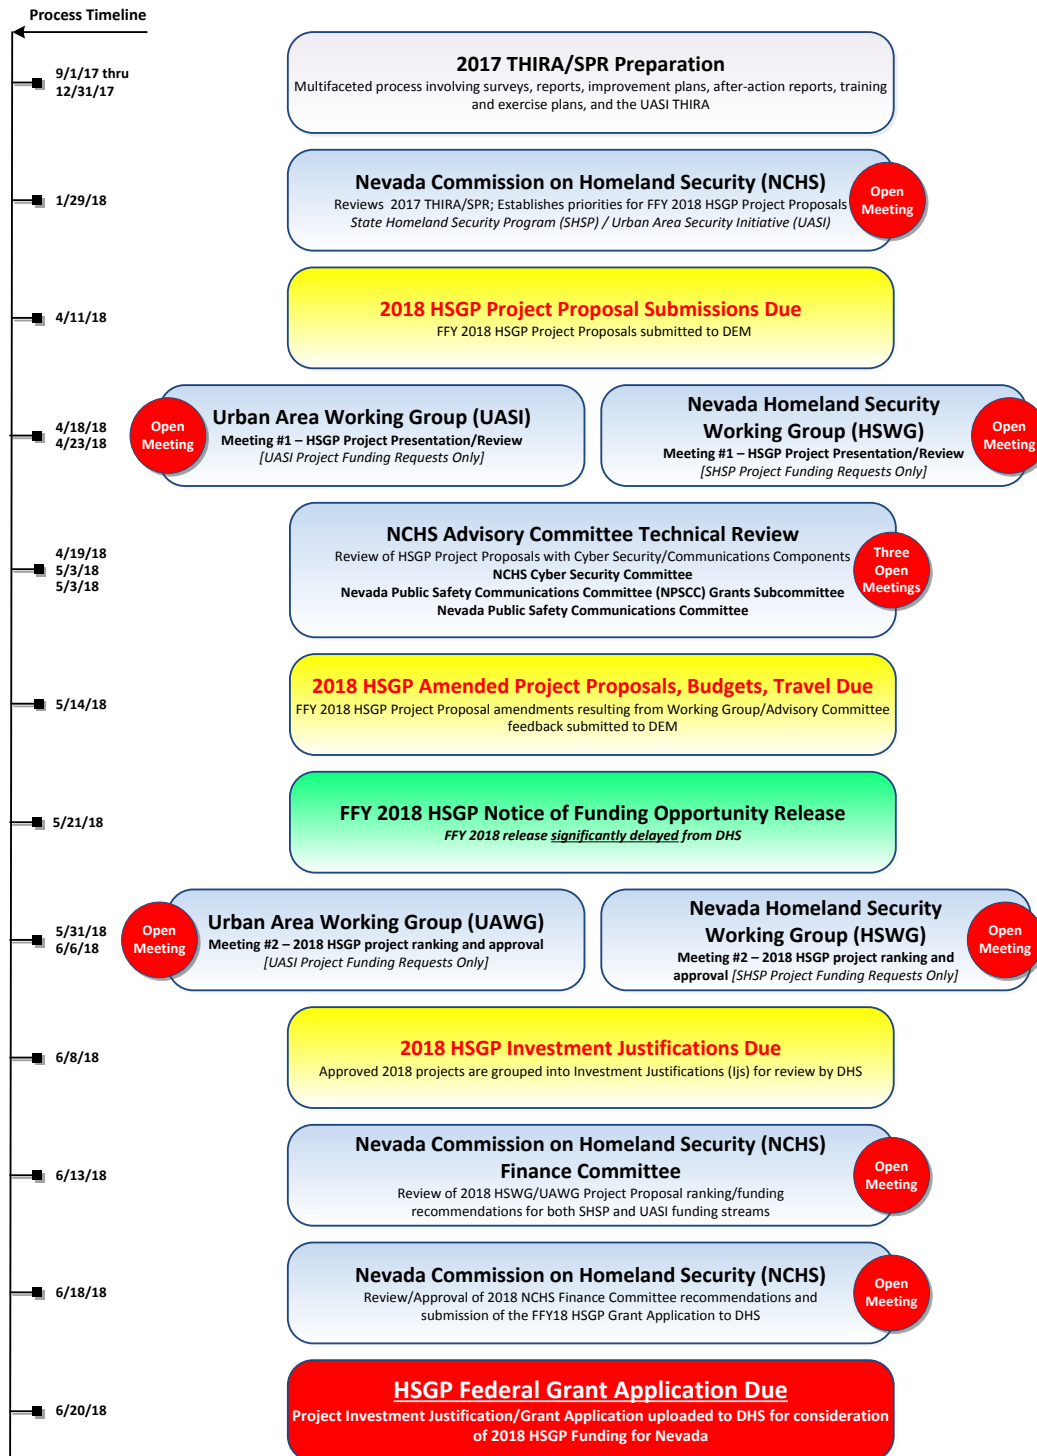 Process Timeline
9/1/17 thru
12/31/17
2017 THIRA/SPR Preparation
Multifaceted process involving surveys, reports, improvement plans, after-action reports, training
and exercise plans, and the UASI THIRA
1/29/18
Nevada Commission on Homeland Security (NCHS)
Reviews 2017 THIRA/SPR; Establishes priorities for FFY 2018 HSGP Project Proposals
State Homeland Security Program (SHSP) / Urban Area Security Initiative (UASI)
Open
Meeting
4/11/18
2018 HSGP Project Proposal Submissions Due
FFY 2018 HSGP Project Proposals submitted to DEM
4/18/18
4/23/18
Open
Meeting
Urban Area Working Group (UASI)
Meeting #1 – HSGP Project Presentation/Review
[UASI Project Funding Requests Only]
Nevada Homeland Security
Working Group (HSWG)
Meeting #1 – HSGP Project Presentation/Review
[SHSP Project Funding Requests Only]
Open
Meeting
4/19/18
5/3/18
5/3/18
NCHS Advisory Committee Technical Review
Review of HSGP Project Proposals with Cyber Security/Communications Components
NCHS Cyber Security Committee
Nevada Public Safety Communications Committee (NPSCC) Grants Subcommittee
Nevada Public Safety Communications Committee
Three
Open
Meetings
5/14/18
2018 HSGP Amended Project Proposals, Budgets, Travel Due
FFY 2018 HSGP Project Proposal amendments resulting from Working Group/Advisory Committee
feedback submitted to DEM
5/21/18
FFY 2018 HSGP Notice of Funding Opportunity Release
FFY 2018 release significantly delayed from DHS
5/31/18
6/6/18
Open
Meeting
Urban Area Working Group (UAWG)
Meeting #2 – 2018 HSGP project ranking and approval
[UASI Project Funding Requests Only]
Nevada Homeland Security
Working Group (HSWG)
Meeting #2 – 2018 HSGP project ranking and
approval [SHSP Project Funding Requests Only]
Open
Meeting
6/8/18
2018 HSGP Investment Justifications Due
Approved 2018 projects are grouped into Investment Justifications (Ijs) for review by DHS
6/13/18
Nevada Commission on Homeland Security (NCHS)
Finance Committee
Review of 2018 HSWG/UAWG Project Proposal ranking/funding
recommendations for both SHSP and UASI funding streams
Open
Meeting
6/18/18
Nevada Commission on Homeland Security (NCHS)
Review/Approval of 2018 NCHS Finance Committee recommendations and
submission of the FFY18 HSGP Grant Application to DHS
Open
Meeting
6/20/18
HSGP Federal Grant Application Due
Project Investment Justification/Grant Application uploaded to DHS for consideration
of 2018 HSGP Funding for Nevada